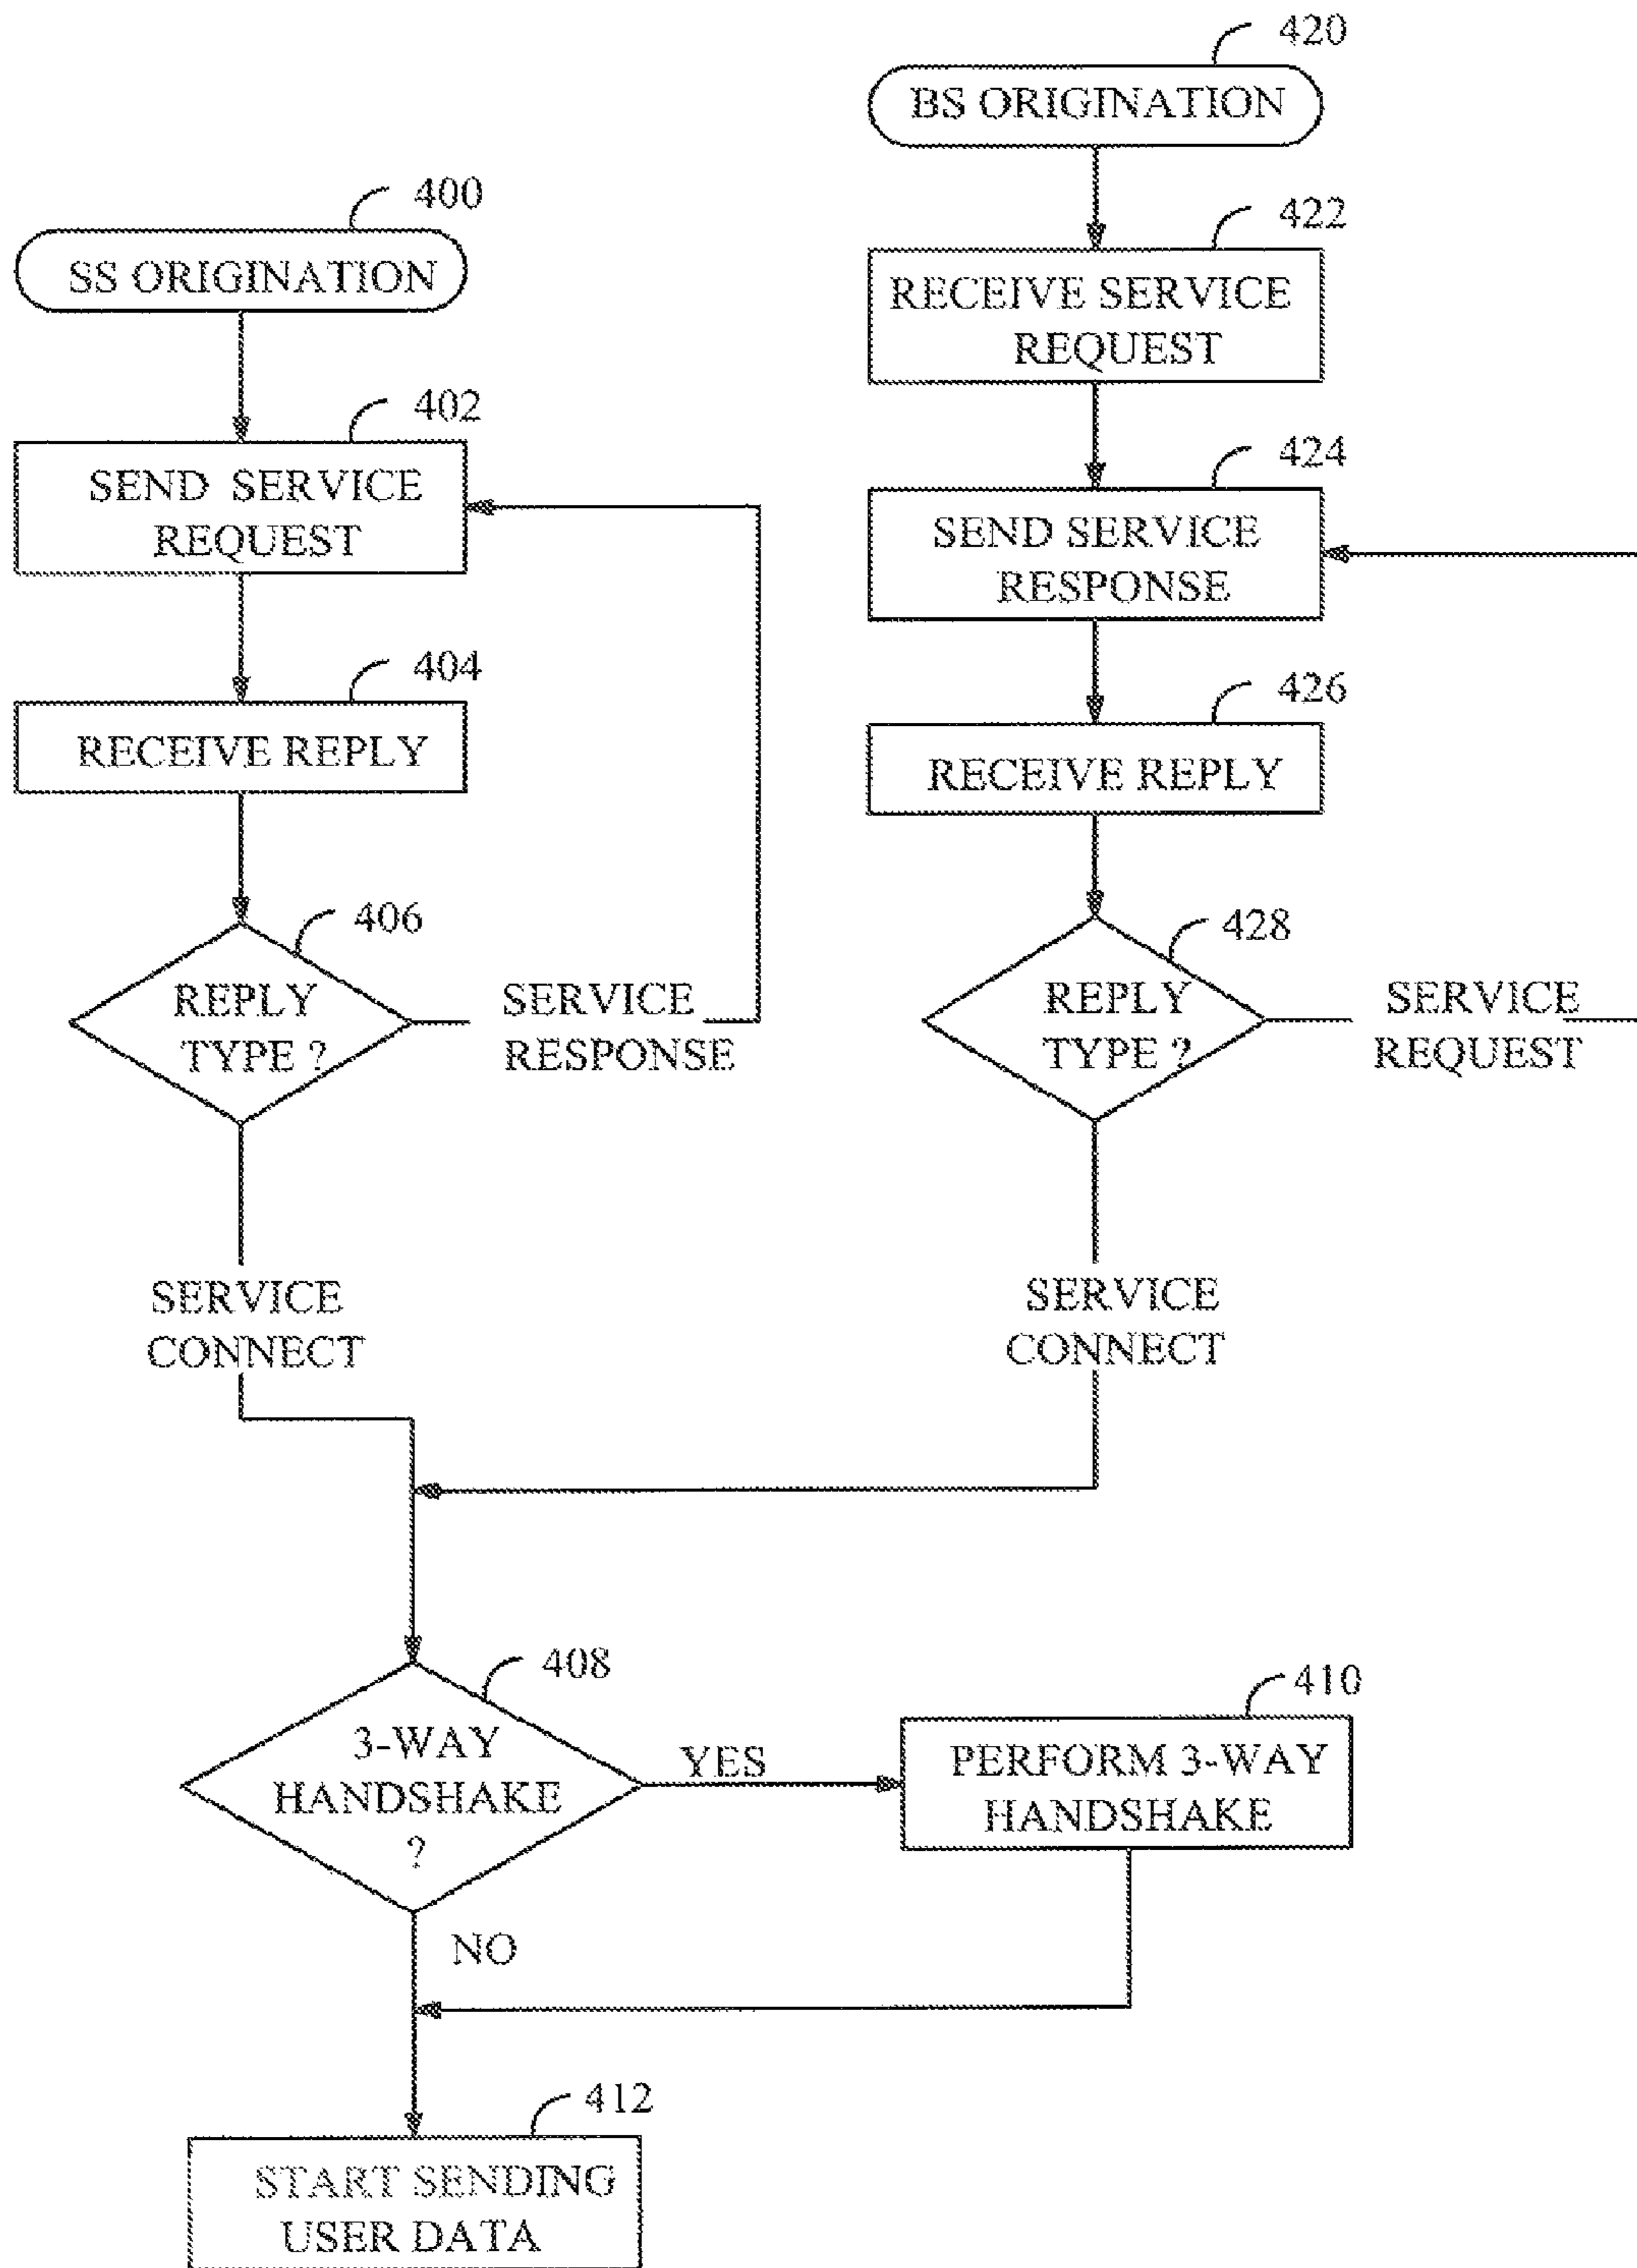 420
BS ORIGINATION
400
SS ORIGINATION
422
RECEIVE SERVICE
REQUEST
402
SEND SERVICE
REQUEST
424
SEND SERVICE
RESPONSE
404
RECEIVE REPLY
426
RECEIVE REPLY
406
REPLY
TYPE ?
SERVICE
RESPONSE
428
REPLY
TYPE ?
SERVICE
REQUEST
SERVICE
CONNECT
SERVICE
CONNECT
408
3-WAY
HANDSHAKE
?
YES
410
PERFORM 3-WAY
HANDSHAKE
NO
412
START SENDING
USER DATA